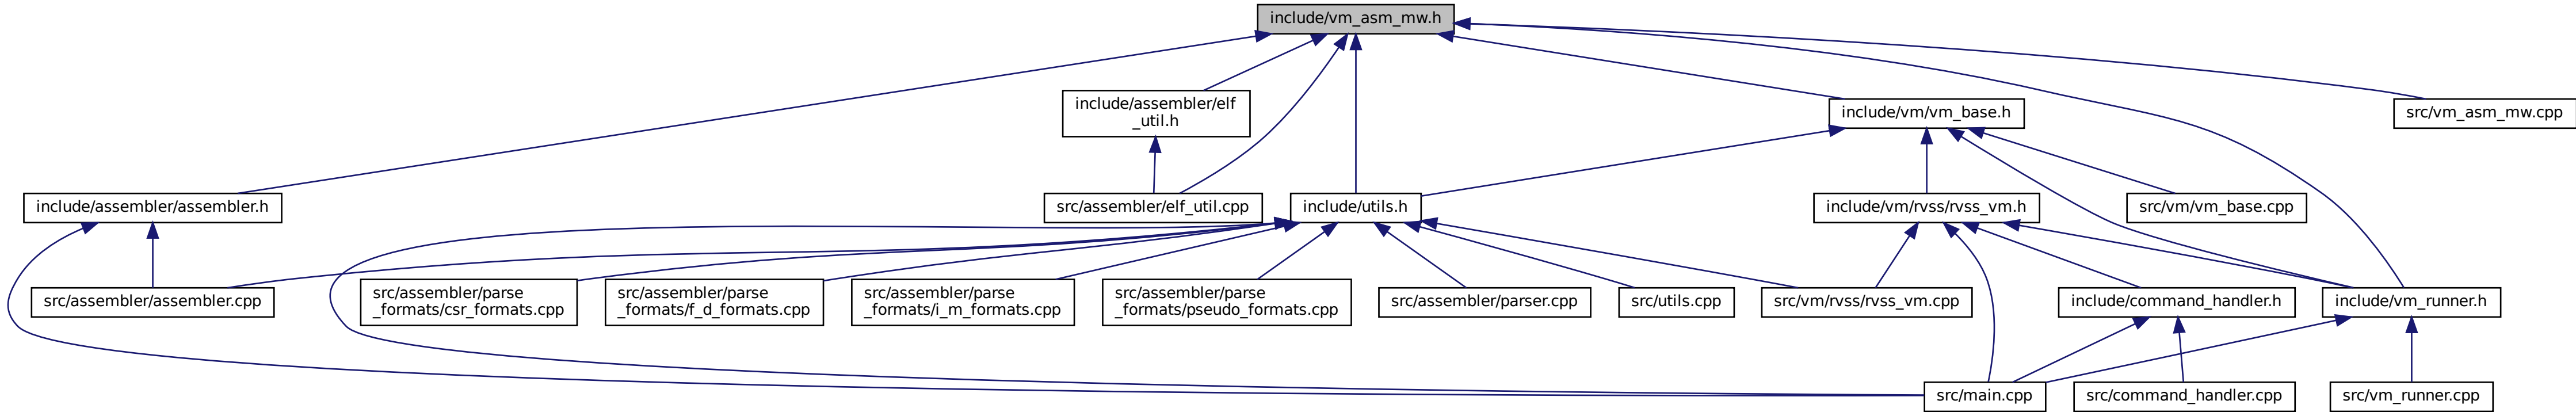 include/vm_asm_mw.h
include/assembler/elf
_util.h
include/vm/vm_base.h
src/vm_asm_mw.cpp
include/assembler/assembler.h
src/assembler/elf_util.cpp
include/utils.h
include/vm/rvss/rvss_vm.h
src/vm/vm_base.cpp
src/assembler/assembler.cpp
src/assembler/parse
_formats/csr_formats.cpp
src/assembler/parse
_formats/f_d_formats.cpp
src/assembler/parse
_formats/i_m_formats.cpp
src/assembler/parse
_formats/pseudo_formats.cpp
src/assembler/parser.cpp
src/utils.cpp
src/vm/rvss/rvss_vm.cpp
include/command_handler.h
include/vm_runner.h
src/main.cpp
src/command_handler.cpp
src/vm_runner.cpp